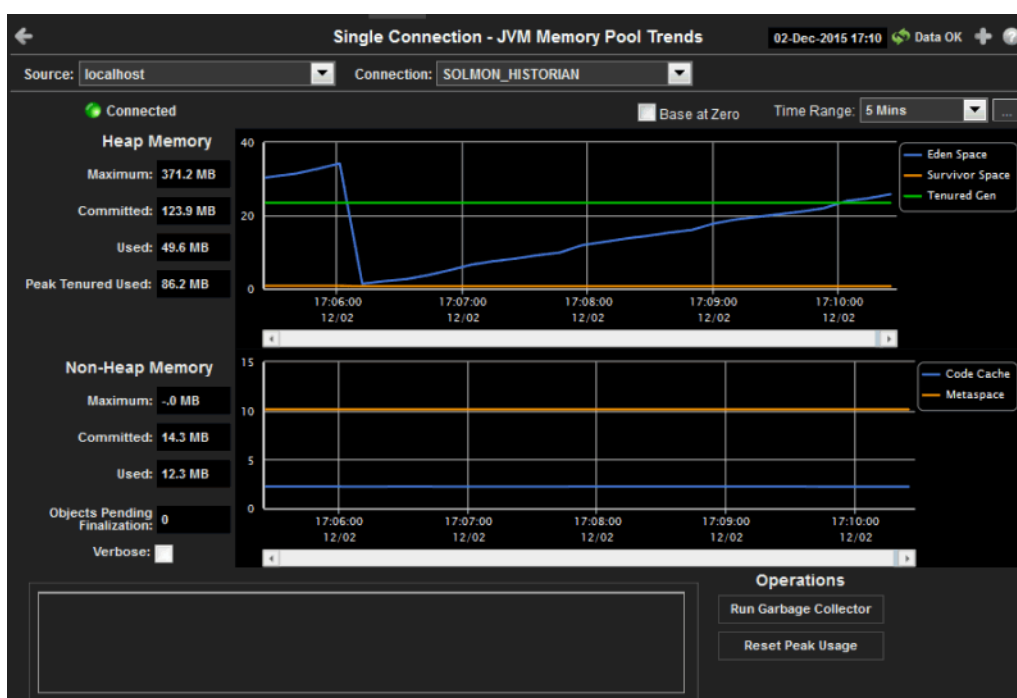 Single Connection - JVM Memory Pool Trends
02-Dec-2015 17:10 Data OK
Source: localhost Connection: SOLMON_HISTORIAN
Connected Base at Zero Time Range: 5 Mins ...
Heap Memory
Maximum: 371.2 MB
Committed: 123.9 MB
Used: 49.6 MB
Peak Tenured Used: 86.2 MB
40
20
0
17:06:00 17:07:00 17:08:00 17:09:00 17:10:00
12/02 12/02 12/02 12/02 12/02
Eden Space
Survivor Space
Tenured Gen
Non-Heap Memory
Maximum: -.0 MB
Committed: 14.3 MB
Used: 12.3 MB
Objects Pending
Finalization: 0
Verbose:
15
10
5
0
17:06:00 17:07:00 17:08:00 17:09:00 17:10:00
12/02 12/02 12/02 12/02 12/02
Code Cache
Metaspace
Operations
Run Garbage Collector
Reset Peak Usage